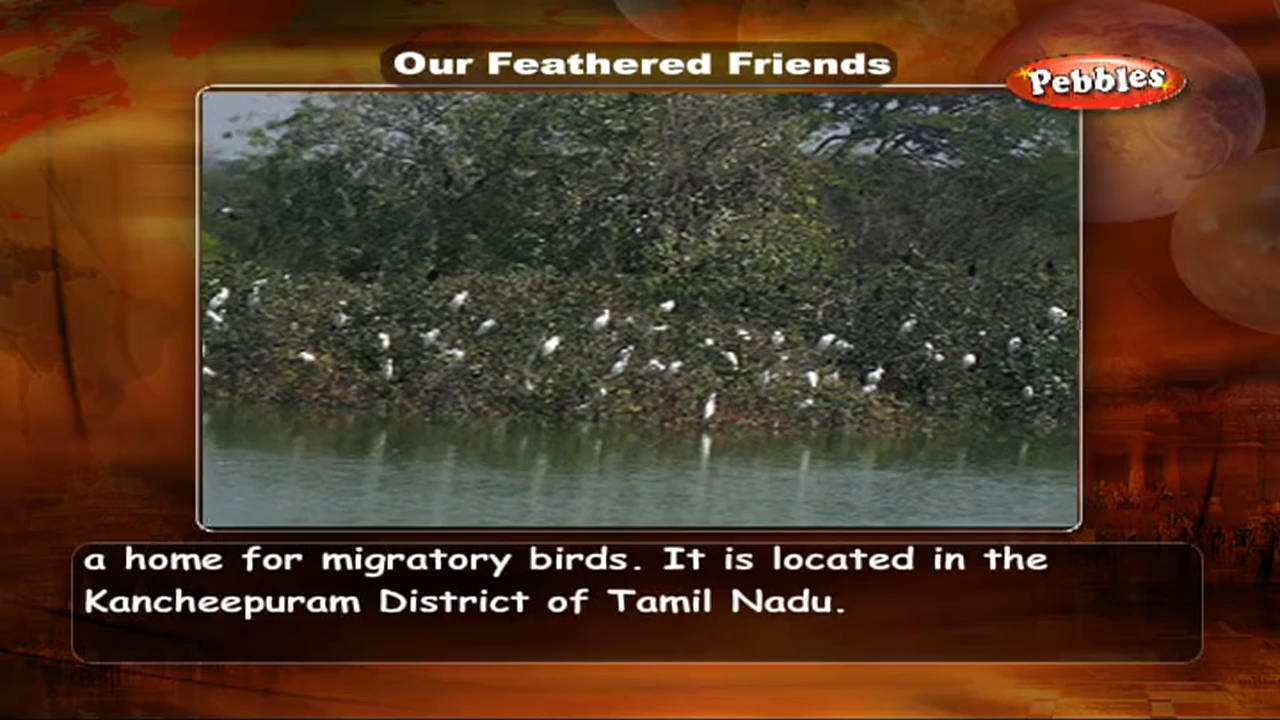 Our Feathered Friends
Pebbles
a home for migratory birds. It is located in the
Kancheepuram District of Tamil Nadu.